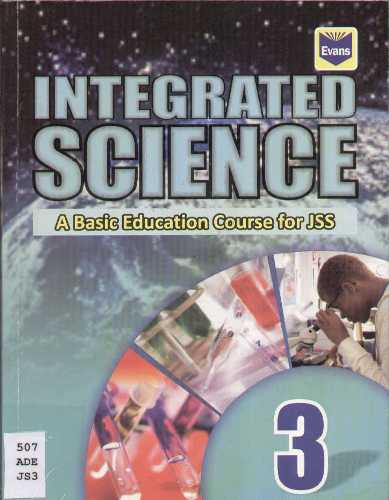 Evans
INTEGRATED
SCIENCE
A Basic Education Course for JSS
3
507
ADE
JS3